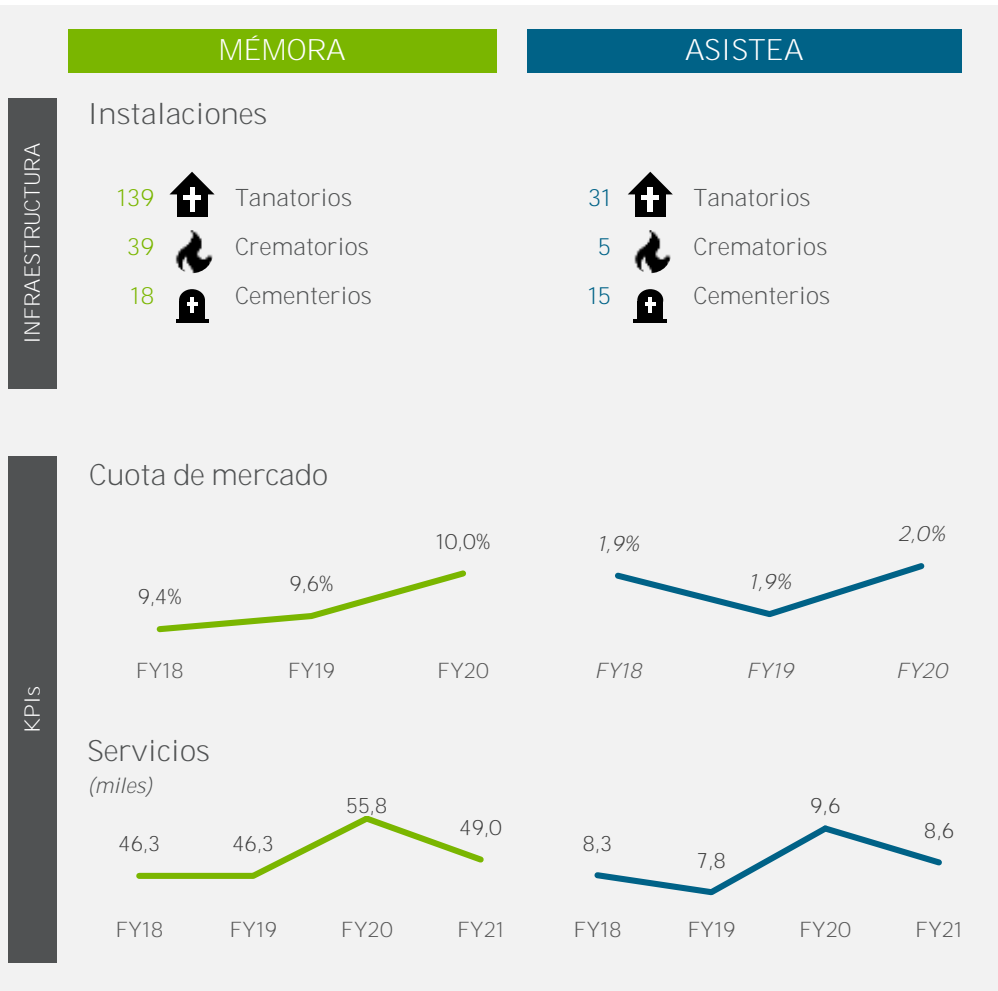 MÉMORA
ASISTEA
INFRAESTRUCTURA
Instalaciones
139 Tanatorios
39 Crematorios
18 Cementerios
31 Tanatorios
5 Crematorios
15 Cementerios
KPIs
Cuota de mercado
9,4% 9,6% 10,0%
FY18 FY19 FY20
1,9% 1,9% 2,0%
FY18 FY19 FY20
Servicios
(miles)
46,3 46,3 55,8 49,0
FY18 FY19 FY20 FY21
8,3 7,8 9,6 8,6
FY18 FY19 FY20 FY21